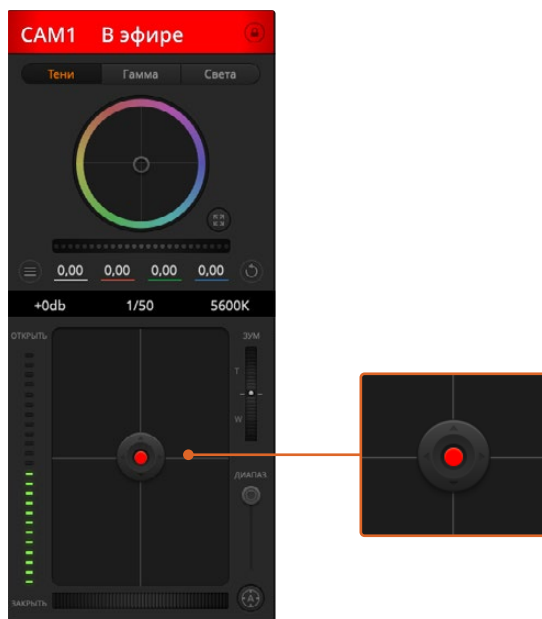 CAM1 В эфире
Тени Гамма Света
0,00 0,00 0,00 0,00
+0db 1/50 5600K
ОТКРЫТЬ ЗУМ
T
W
ДИАПАЗ
ЗАКРЫТЬ A